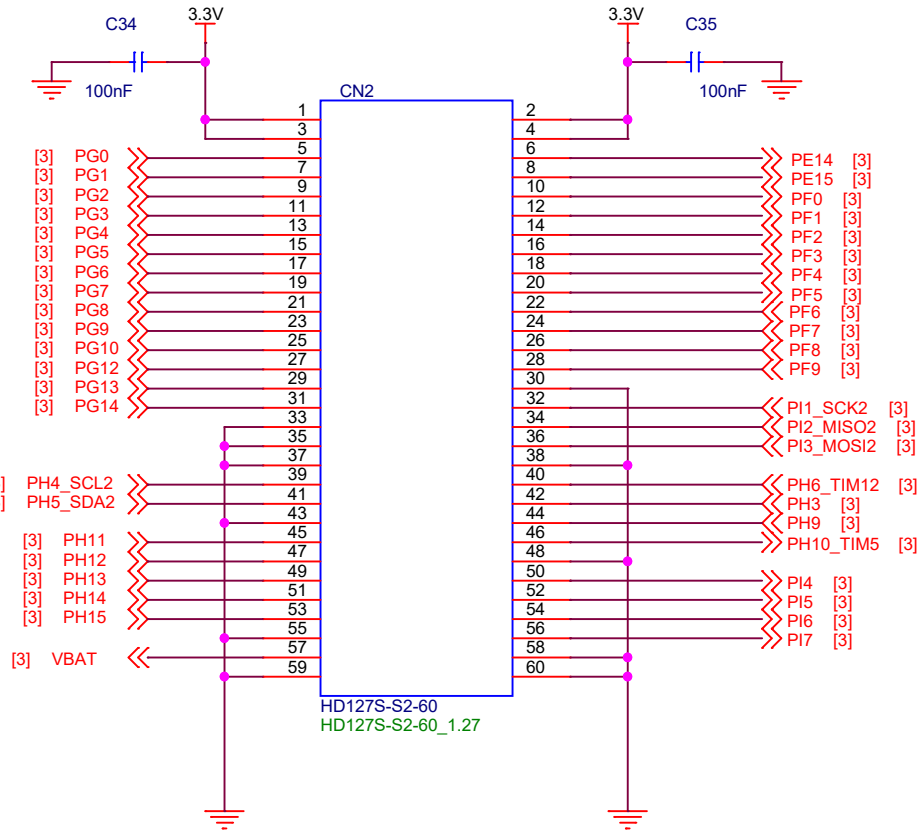 3.3V 3.3V
C34 C35
100nF 100nF
CN2
1 2
3 4
[3] PG0 5 6 PE14 [3]
[3] PG1 7 8 PE15 [3]
[3] PG2 9 10 PF0 [3]
[3] PG3 11 12 PF1 [3]
[3] PG4 13 14 PF2 [3]
[3] PG5 15 16 PF3 [3]
[3] PG6 17 18 PF4 [3]
[3] PG7 19 20 PF5 [3]
[3] PG8 21 22 PF6 [3]
[3] PG9 23 24 PF7 [3]
[3] PG10 25 26 PF8 [3]
[3] PG12 27 28 PF9 [3]
[3] PG13 29 30
[3] PG14 31 32 PI1_SCK2 [3]
33 34 PI2_MISO2 [3]
35 36 PI3_MOSI2 [3]
37 38
] PH4_SCL2 39 40 PH6_TIM12 [3]
] PH5_SDA2 41 42 PH3 [3]
43 44 PH9 [3]
[3] PH11 45 46 PH10_TIM5 [3]
[3] PH12 47 48
[3] PH13 49 50 PI4 [3]
[3] PH14 51 52 PI5 [3]
[3] PH15 53 54 PI6 [3]
55 56 PI7 [3]
[3] VBAT 57 58
59 60
HD127S-S2-60
HD127S-S2-60_1.27